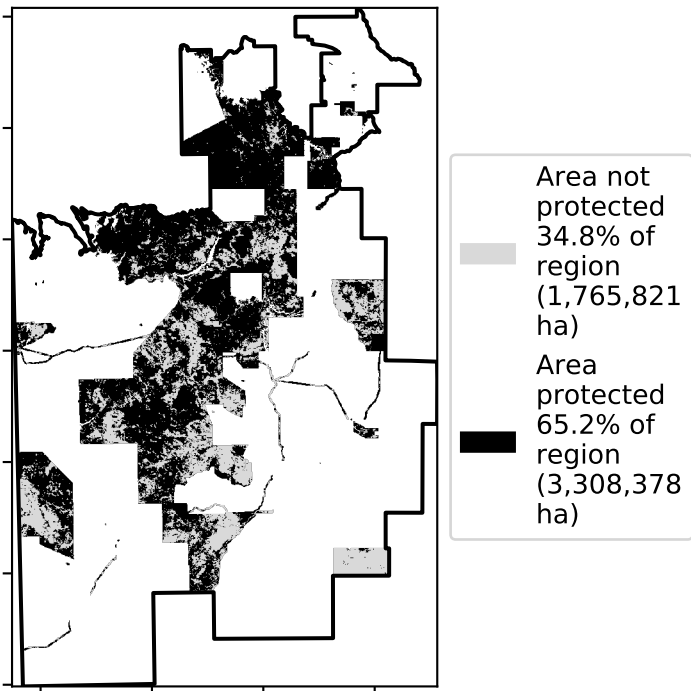 Area not
protected
34.8% of
region
(1,765,821
ha)
Area
protected
65.2% of
region
(3,308,378
ha)